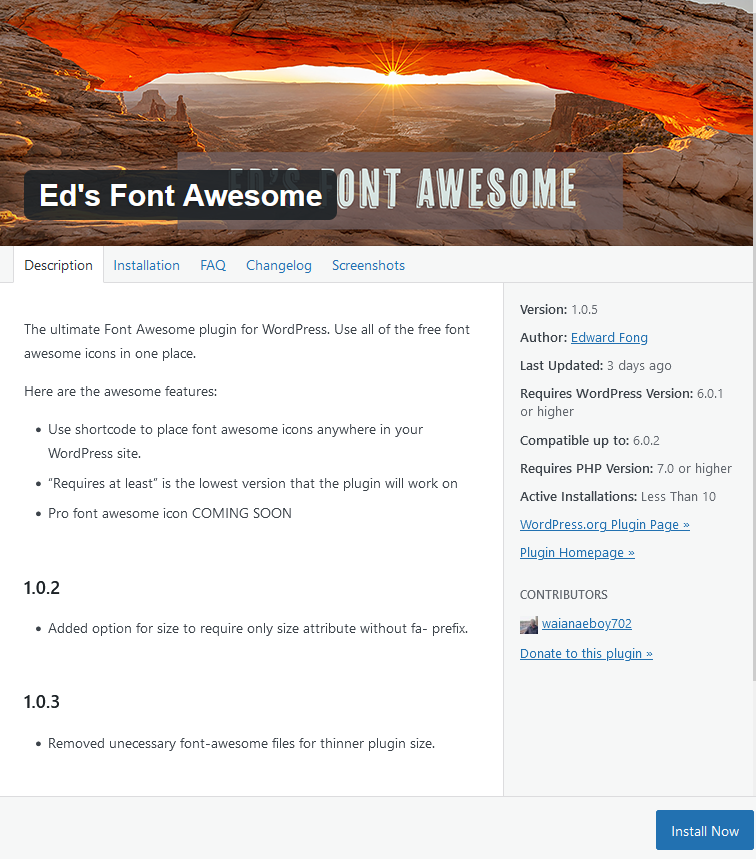 ED'S FONT AWESOME
Ed's Font Awesome
Description Installation FAQ Changelog Screenshots
The ultimate Font Awesome plugin for WordPress. Use all of the free font
awesome icons in one place.
Here are the awesome features:
• Use shortcode to place font awesome icons anywhere in your
WordPress site.
• “Requires at least” is the lowest version that the plugin will work on
• Pro font awesome icon COMING SOON
1.0.2
• Added option for size to require only size attribute without fa- prefix.
1.0.3
• Removed unecessary font-awesome files for thinner plugin size.
Version: 1.0.5
Author: Edward Fong
Last Updated: 3 days ago
Requires WordPress Version: 6.0.1
or higher
Compatible up to: 6.0.2
Requires PHP Version: 7.0 or higher
Active Installations: Less Than 10
WordPress.org Plugin Page »
Plugin Homepage »
CONTRIBUTORS
waianaeboy702
Donate to this plugin »
Install Now